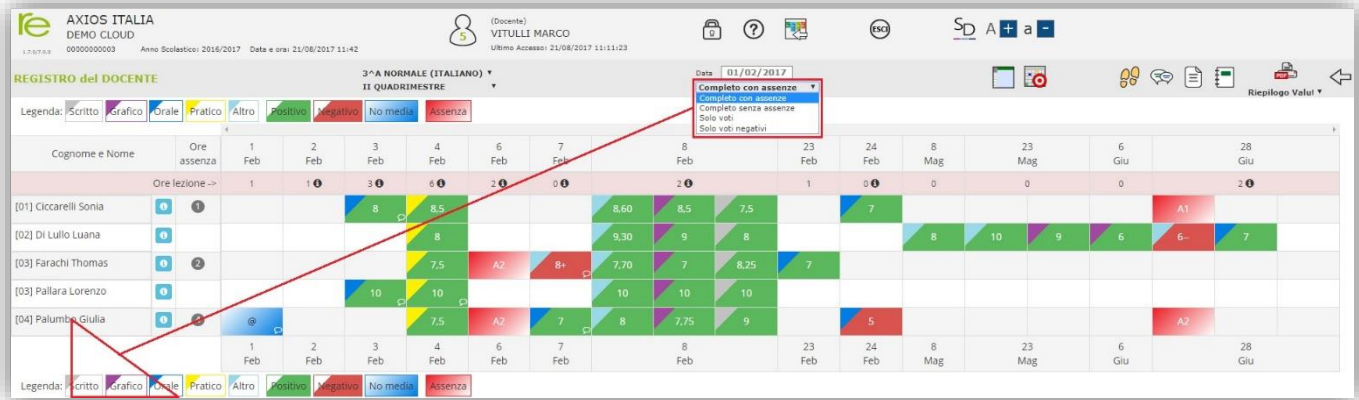 re AXIOS ITALIA
DEMO CLOUD
1.7.6/7.0.3 00000000003 Anno Scolastico: 2016/2017 Data e ora: 21/08/2017 11:42
5
(Docente)
VITULLI MARCO
Ultimo Accesso: 21/08/2017 11:11:23
? ESCI SD A + a -
REGISTRO del DOCENTE
3^A NORMALE (ITALIANO)
II QUADRIMESTRE
Data 01/02/2017
Completo con assenze
Completo con assenze
Completo senza assenze
Solo voti
Solo voti negativi
PDF
Riepilogo Valut
Legenda: Scritto Grafico Orale Pratico Altro Positivo Negativo No media Assenza
Cognome e Nome Ore assenza 1 Feb 2 Feb 3 Feb 4 Feb 6 Feb 7 Feb 8 Feb 23 Feb 24 Feb 8 Mag 23 Mag 6 Giu 28 Giu
Ore lezione -> 1 1 3 6 2 0 2 1 0 0 0 0 2
[01] Ciccarelli Sonia 1 8 8,5 8,60 8,5 7,5 7 A1
[02] Di Lullo Luana 8 9,30 9 8 8 10 9 6 6-- 7
[03] Farachi Thomas 2 7,5 A2 8+ 7,70 7 8,25 7
[03] Pallara Lorenzo 10 10 10 10 10
[04] Palumbo Giulia @ 7,5 A2 7 8 7,75 9 5 A2
1 Feb 2 Feb 3 Feb 4 Feb 6 Feb 7 Feb 8 Feb 23 Feb 24 Feb 8 Mag 23 Mag 6 Giu 28 Giu
Legenda: Scritto Grafico Orale Pratico Altro Positivo Negativo No media Assenza